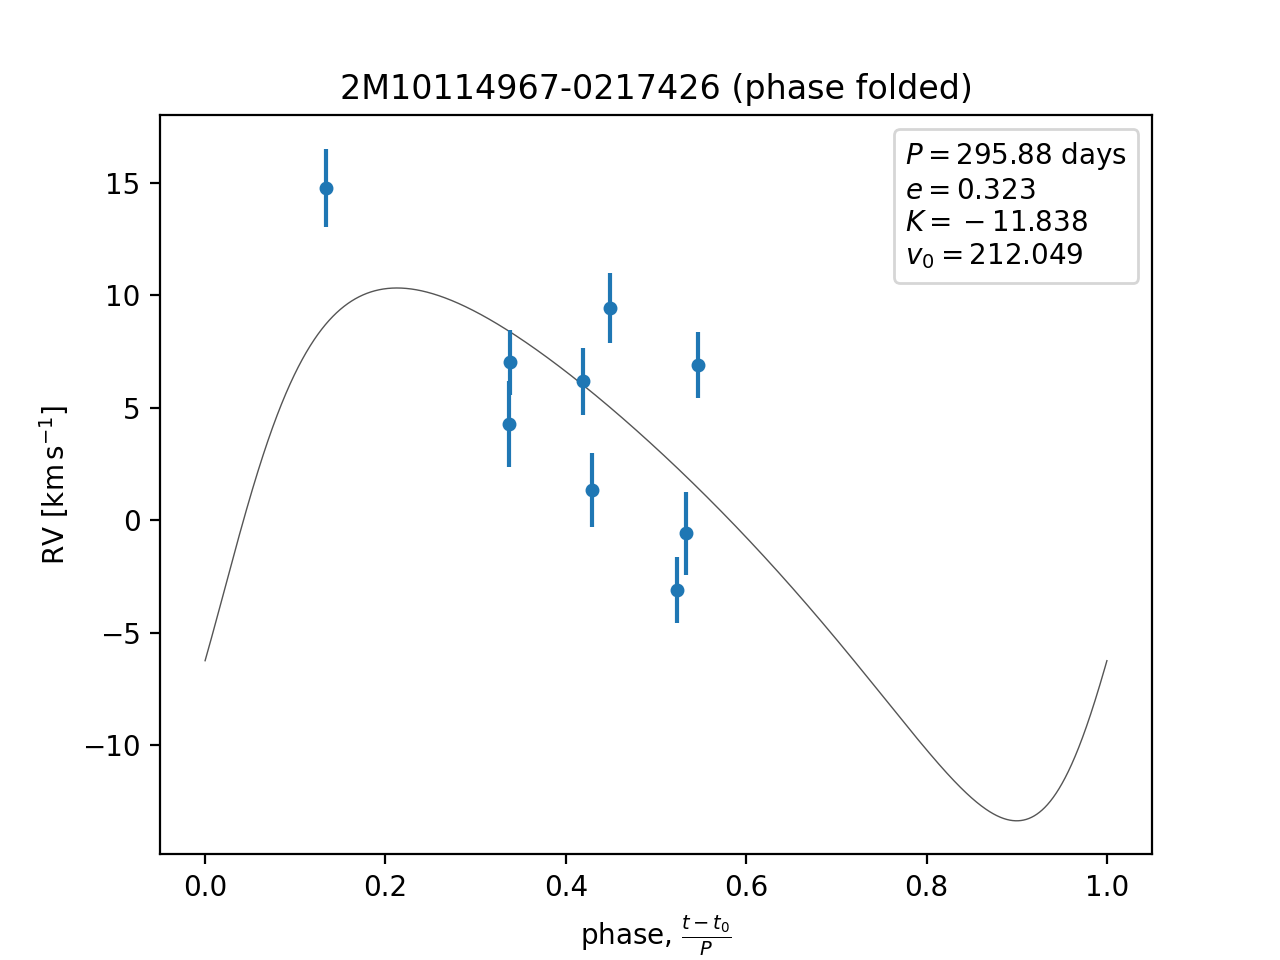 2M10114967-0217426 (phase folded)
P = 295.88 days
e = 0.323
K = −11.838
v₀ = 212.049
RV [km s⁻¹]
15
10
5
0
−5
−10
0.0 0.2 0.4 0.6 0.8 1.0
phase, (t − t₀)/P